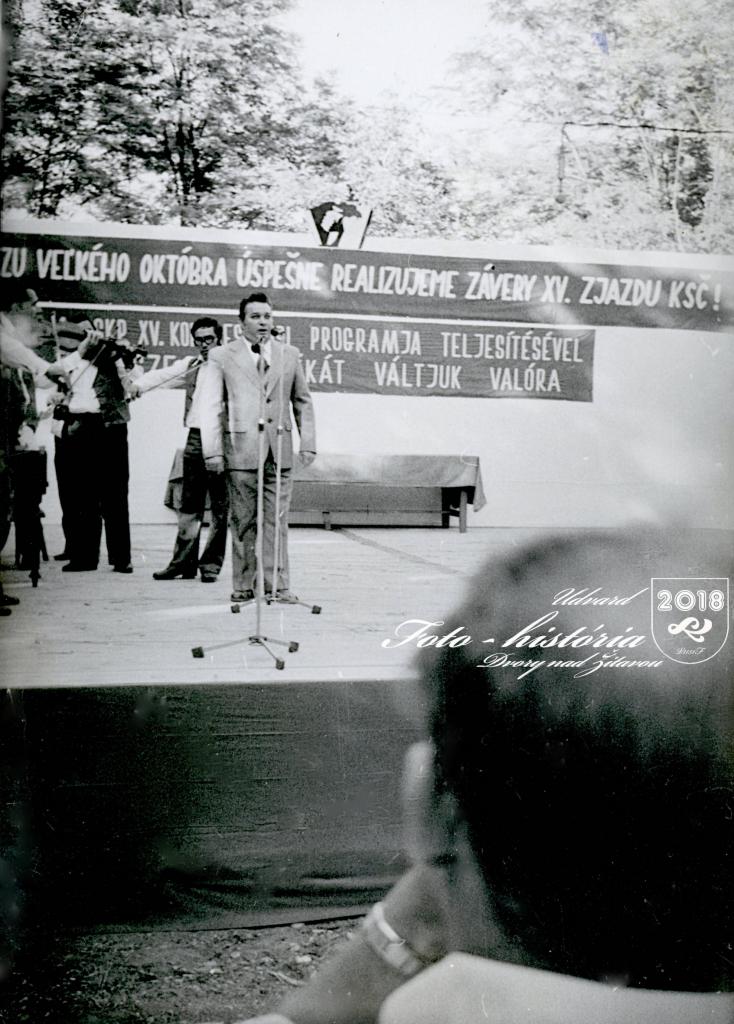 ZU VEĽKÉHO OKTÓBRA ÚSPEŠNE REALIZUJEME ZÁVERY XV. ZJAZDU KSČ!
XV. PROGRAMJA TELJESÍTÉSÉVEL
VÁLTJUK VALÓRA
Udvard
2018
Foto - história
Dvory nad Žitavou